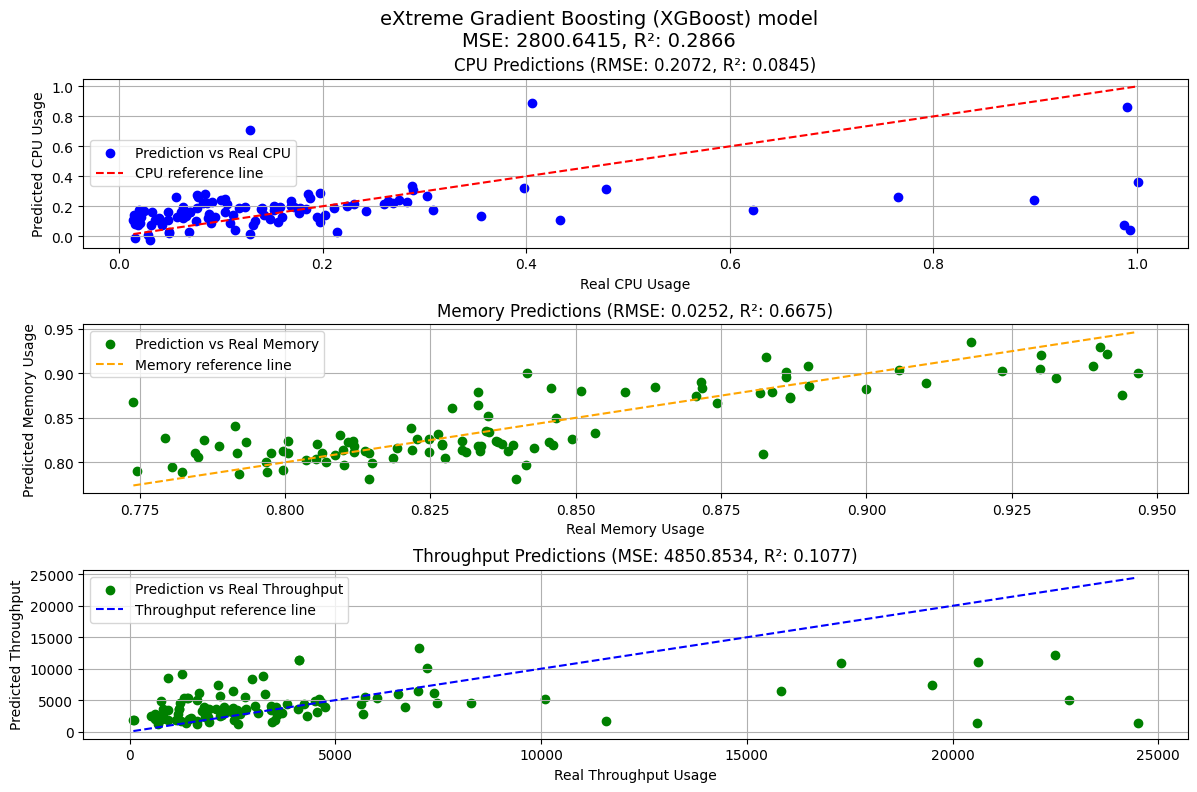 eXtreme Gradient Boosting (XGBoost) model
MSE: 2800.6415, R²: 0.2866
CPU Predictions (RMSE: 0.2072, R²: 0.0845)
Predicted CPU Usage
1.0
0.8
0.6
0.4
0.2
0.0
Prediction vs Real CPU
CPU reference line
0.0 0.2 0.4 0.6 0.8 1.0
Real CPU Usage
Memory Predictions (RMSE: 0.0252, R²: 0.6675)
Predicted Memory Usage
0.95
0.90
0.85
0.80
Prediction vs Real Memory
Memory reference line
0.775 0.800 0.825 0.850 0.875 0.900 0.925 0.950
Real Memory Usage
Throughput Predictions (MSE: 4850.8534, R²: 0.1077)
Predicted Throughput
25000
20000
15000
10000
5000
0
Prediction vs Real Throughput
Throughput reference line
0 5000 10000 15000 20000 25000
Real Throughput Usage